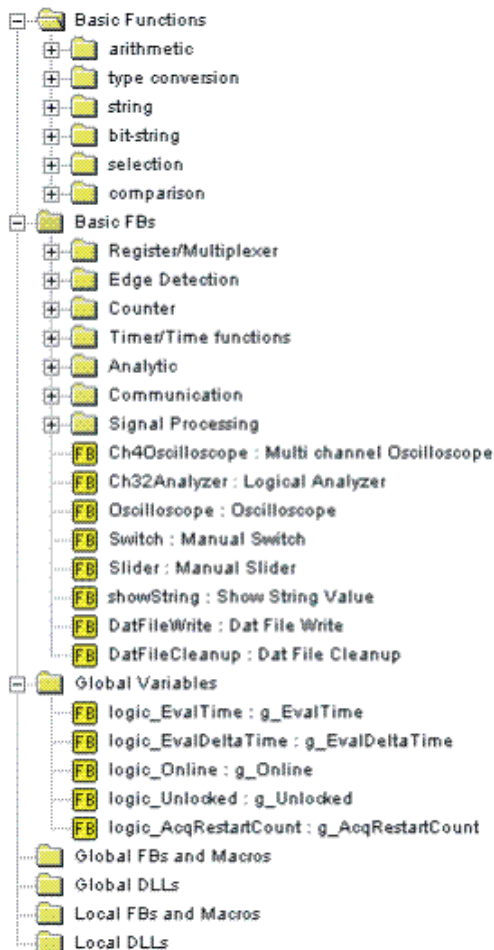 Basic Functions
arithmetic
type conversion
string
bit-string
selection
comparison
Basic FBs
Register/Multiplexer
Edge Detection
Counter
Timer/Time functions
Analytic
Communication
Signal Processing
FB Ch4Oscilloscope : Multi channel Oscilloscope
FB Ch32Analyzer : Logical Analyzer
FB Oscilloscope : Oscilloscope
FB Switch : Manual Switch
FB Slider : Manual Slider
FB showString : Show String Value
FB DatFileWrite : Dat File Write
FB DatFileCleanup : Dat File Cleanup
Global Variables
FB logic_EvalTime : g_EvalTime
FB logic_EvalDeltaTime : g_EvalDeltaTime
FB logic_Online : g_Online
FB logic_Unlocked : g_Unlocked
FB logic_AcqRestartCount : g_AcqRestartCount
Global FBs and Macros
Global DLLs
Local FBs and Macros
Local DLLs